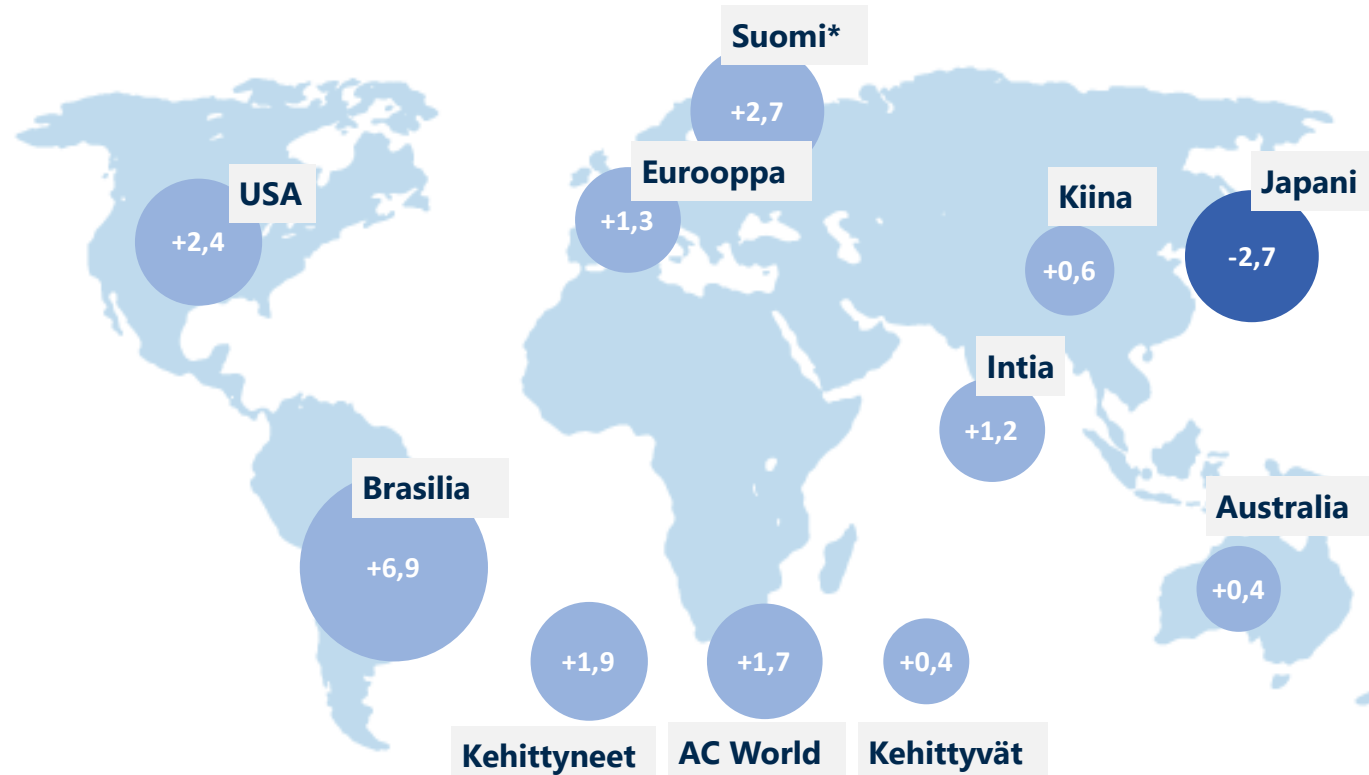 Suomi*
+2,7
Eurooppa
+1,3
USA
+2,4
Kiina
+0,6
Japani
-2,7
Intia
+1,2
Brasilia
+6,9
Australia
+0,4
+1,9
Kehittyneet
+1,7
AC World
+0,4
Kehittyvät